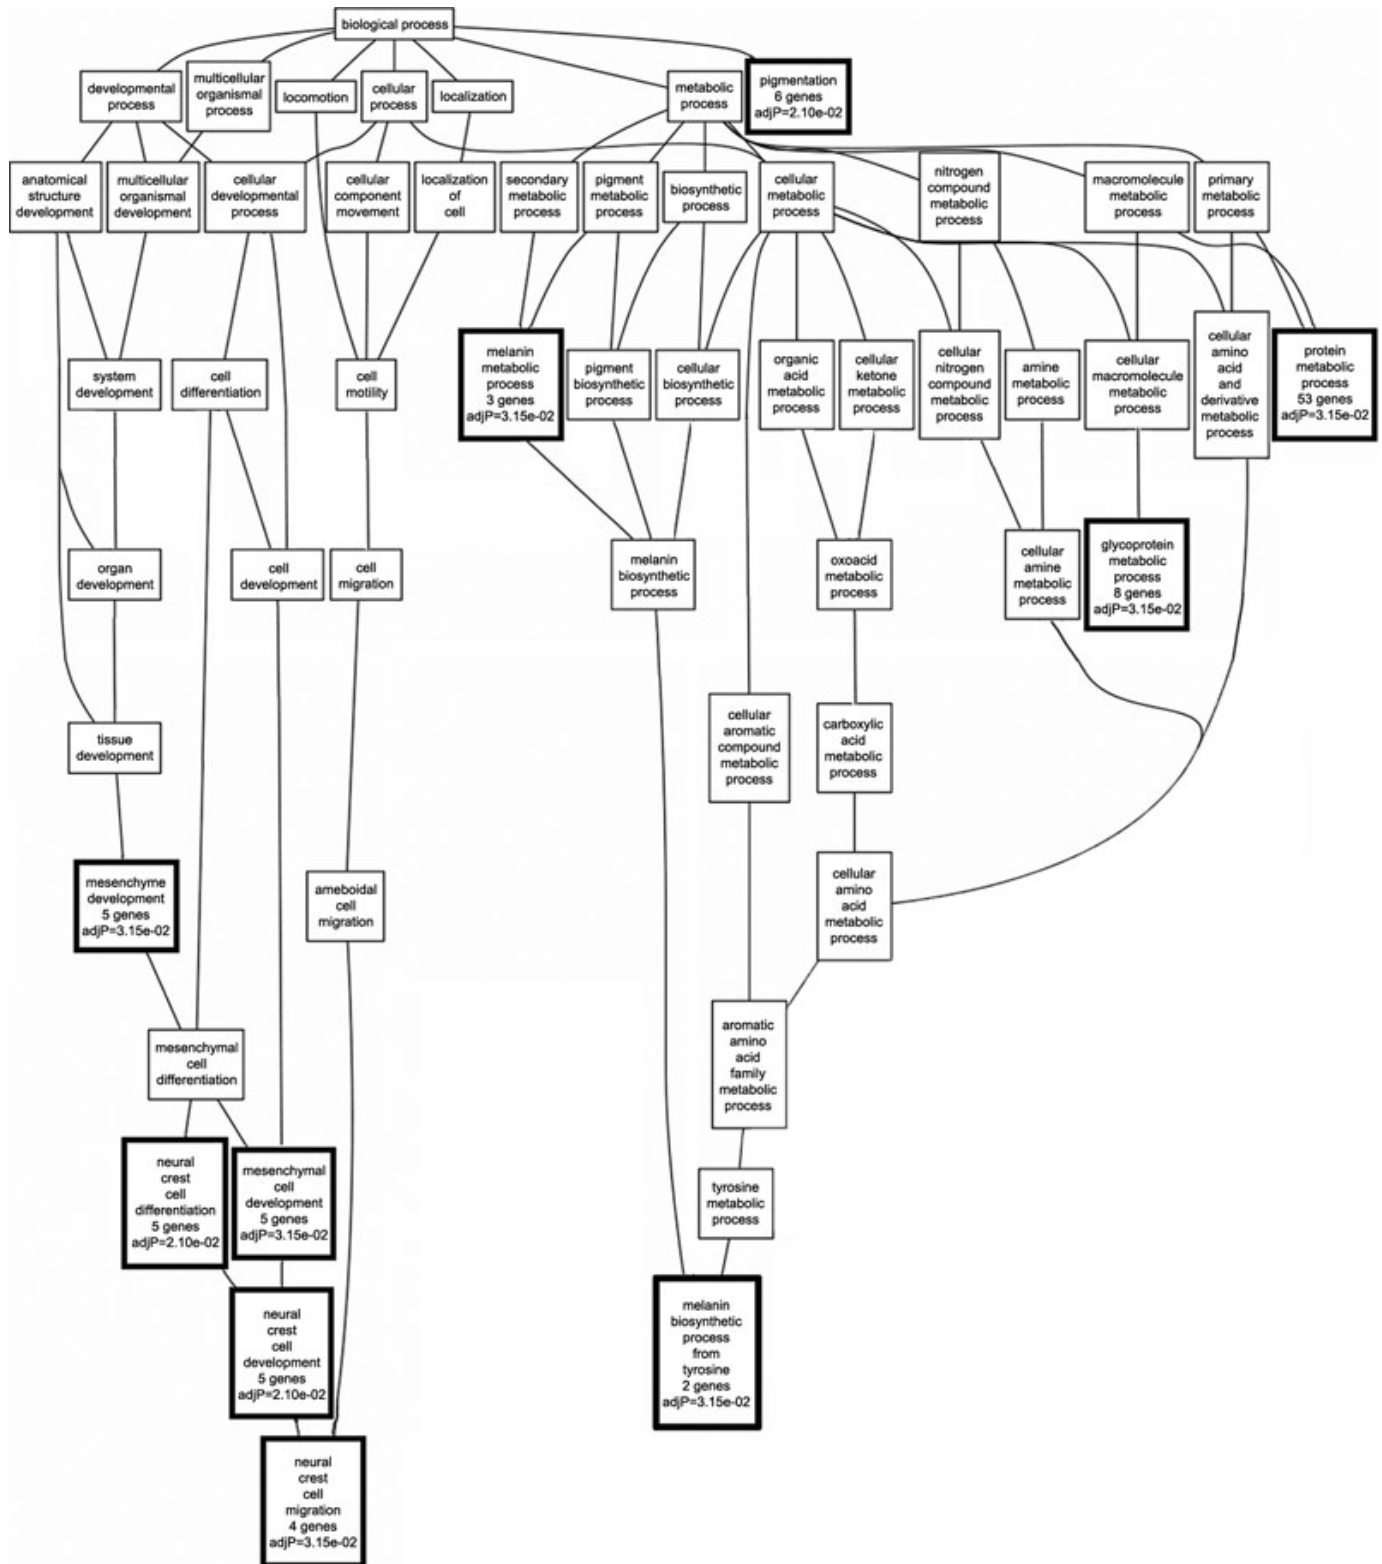 biological process
developmental
process
multicellular
organismal
process
locomotion
cellular
process
localization
metabolic
process
pigmentation
6 genes
adjP=2.10e-02
anatomical
structure
development
multicellular
organismal
development
cellular
developmental
process
cellular
component
movement
localization
of
cell
secondary
metabolic
process
pigment
metabolic
process
biosynthetic
process
cellular
metabolic
process
nitrogen
compound
metabolic
process
macromolecule
metabolic
process
primary
metabolic
process
system
development
cell
differentiation
cell
motility
melanin
metabolic
process
3 genes
adjP=3.15e-02
pigment
biosynthetic
process
cellular
biosynthetic
process
organic
acid
metabolic
process
cellular
ketone
metabolic
process
cellular
nitrogen
compound
metabolic
process
amine
metabolic
process
cellular
macromolecule
metabolic
process
cellular
amino
acid
and
derivative
metabolic
process
protein
metabolic
process
53 genes
adjP=3.15e-02
organ
development
cell
development
cell
migration
melanin
biosynthetic
process
oxoacid
metabolic
process
cellular
amine
metabolic
process
glycoprotein
metabolic
process
8 genes
adjP=3.15e-02
tissue
development
cellular
aromatic
compound
metabolic
process
carboxylic
acid
metabolic
process
mesenchyme
development
5 genes
adjP=3.15e-02
ameboidal
cell
migration
cellular
amino
acid
metabolic
process
mesenchymal
cell
differentiation
aromatic
amino
acid
family
metabolic
process
neural
crest
cell
differentiation
5 genes
adjP=2.10e-02
mesenchymal
cell
development
5 genes
adjP=3.15e-02
tyrosine
metabolic
process
neural
crest
cell
development
5 genes
adjP=2.10e-02
melanin
biosynthetic
process
from
tyrosine
2 genes
adjP=3.15e-02
neural
crest
cell
migration
4 genes
adjP=3.15e-02